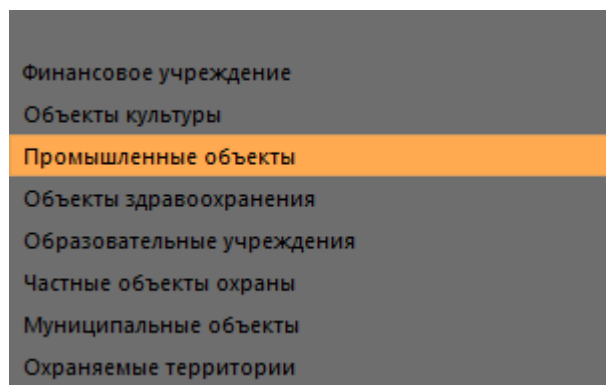 Финансовое учреждение
Объекты культуры
Промышленные объекты
Объекты здравоохранения
Образовательные учреждения
Частные объекты охраны
Муниципальные объекты
Охраняемые территории